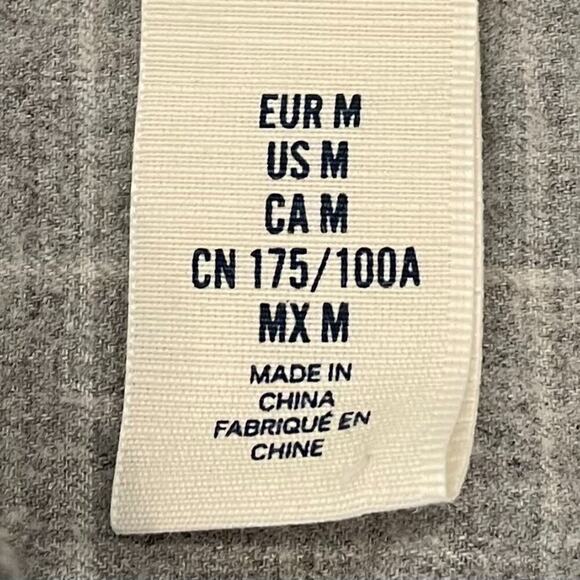 EUR M
US M
CA M
CN 175/100A
MX M
MADE IN
CHINA
FABRIQUÉ EN
CHINE